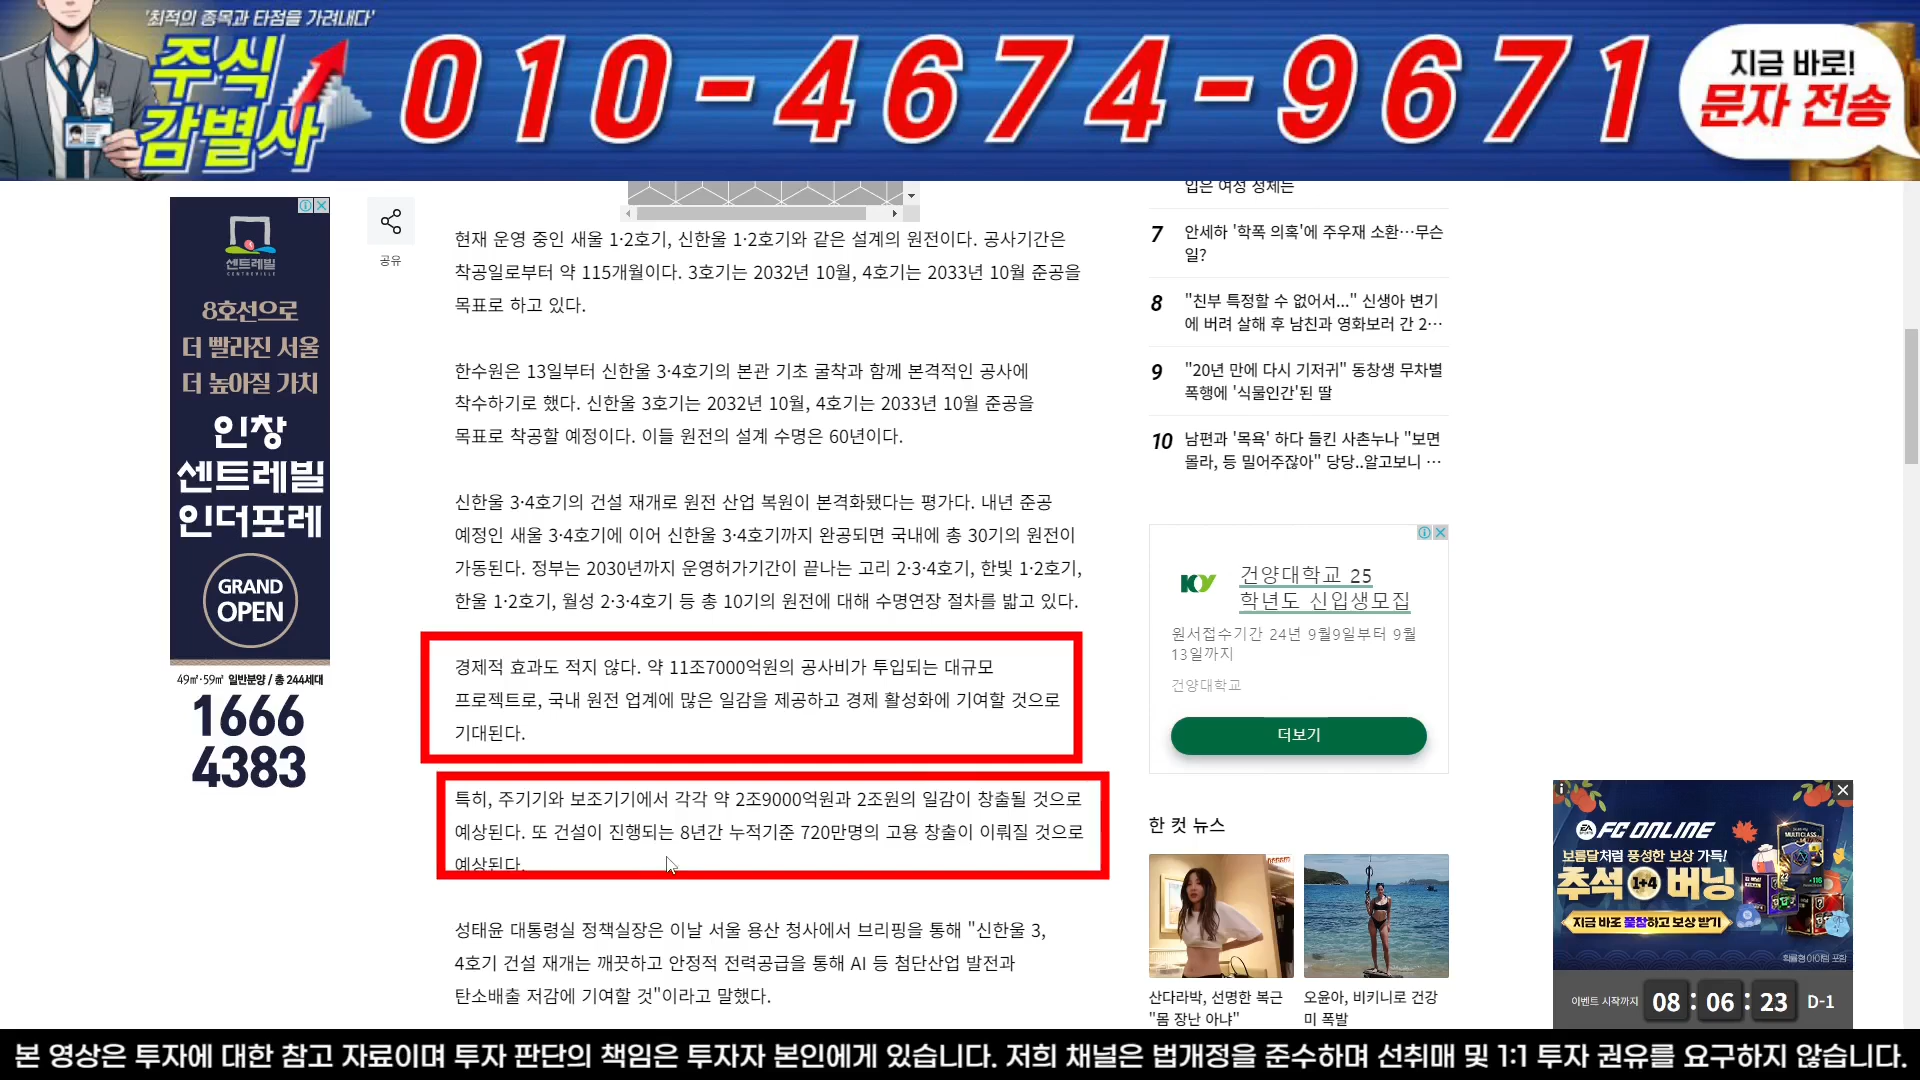 '최적의 종목과 타점을 가려내다'
주식
감별사
010-4674-9671
지금 바로!
문자 전송
센트레빌
CENTREVILLE
8호선으로
더 빨라진 서울
더 높아질 가치
인창
센트레빌
인더포레
GRAND
OPEN
49㎡·59㎡ 일반분양 / 총 244세대
1666
4383
공유
현재 운영 중인 새울 1·2호기, 신한울 1·2호기와 같은 설계의 원전이다. 공사기간은
착공일로부터 약 115개월이다. 3호기는 2032년 10월, 4호기는 2033년 10월 준공을
목표로 하고 있다.
한수원은 13일부터 신한울 3·4호기의 본관 기초 굴착과 함께 본격적인 공사에
착수하기로 했다. 신한울 3호기는 2032년 10월, 4호기는 2033년 10월 준공을
목표로 착공할 예정이다. 이들 원전의 설계 수명은 60년이다.
신한울 3·4호기의 건설 재개로 원전 산업 복원이 본격화됐다는 평가다. 내년 준공
예정인 새울 3·4호기에 이어 신한울 3·4호기까지 완공되면 국내에 총 30기의 원전이
가동된다. 정부는 2030년까지 운영허가기간이 끝나는 고리 2·3·4호기, 한빛 1·2호기,
한울 1·2호기, 월성 2·3·4호기 등 총 10기의 원전에 대해 수명연장 절차를 밟고 있다.
경제적 효과도 적지 않다. 약 11조7000억원의 공사비가 투입되는 대규모
프로젝트로, 국내 원전 업계에 많은 일감을 제공하고 경제 활성화에 기여할 것으로
기대된다.
특히, 주기기와 보조기기에서 각각 약 2조9000억원과 2조원의 일감이 창출될 것으로
예상된다. 또 건설이 진행되는 8년간 누적기준 720만명의 고용 창출이 이뤄질 것으로
예상된다.
성태윤 대통령실 정책실장은 이날 서울 용산 청사에서 브리핑을 통해 "신한울 3,
4호기 건설 재개는 깨끗하고 안정적 전력공급을 통해 AI 등 첨단산업 발전과
탄소배출 저감에 기여할 것"이라고 말했다.
입은 여성 정체는
7 안세하 '학폭 의혹'에 주우재 소환…무슨
일?
8 "친부 특정할 수 없어서..." 신생아 변기
에 버려 살해 후 남친과 영화보러 간 2…
9 "20년 만에 다시 기저귀" 동창생 무차별
폭행에 '식물인간'된 딸
10 남편과 '목욕' 하다 들킨 사촌누나 "보면
몰라, 등 밀어주잖아" 당당..알고보니 …
건양대학교 25
학년도 신입생모집
원서접수기간 24년 9월9일부터 9월
13일까지
건양대학교
더보기
한 컷 뉴스
산다라박, 선명한 복근
"몸 장난 아냐"
오윤아, 비키니로 건강
미 폭발
EA SPORTS FC ONLINE
보름달처럼 풍성한 보상 가득!
추석 1+4 버닝
지금 바로 풀참하고 보상 받기
확률형 아이템 포함
이벤트 시작까지 08 : 06 : 23 D-1
본 영상은 투자에 대한 참고 자료이며 투자 판단의 책임은 투자자 본인에게 있습니다. 저희 채널은 법개정을 준수하며 선취매 및 1:1 투자 권유를 요구하지 않습니다.